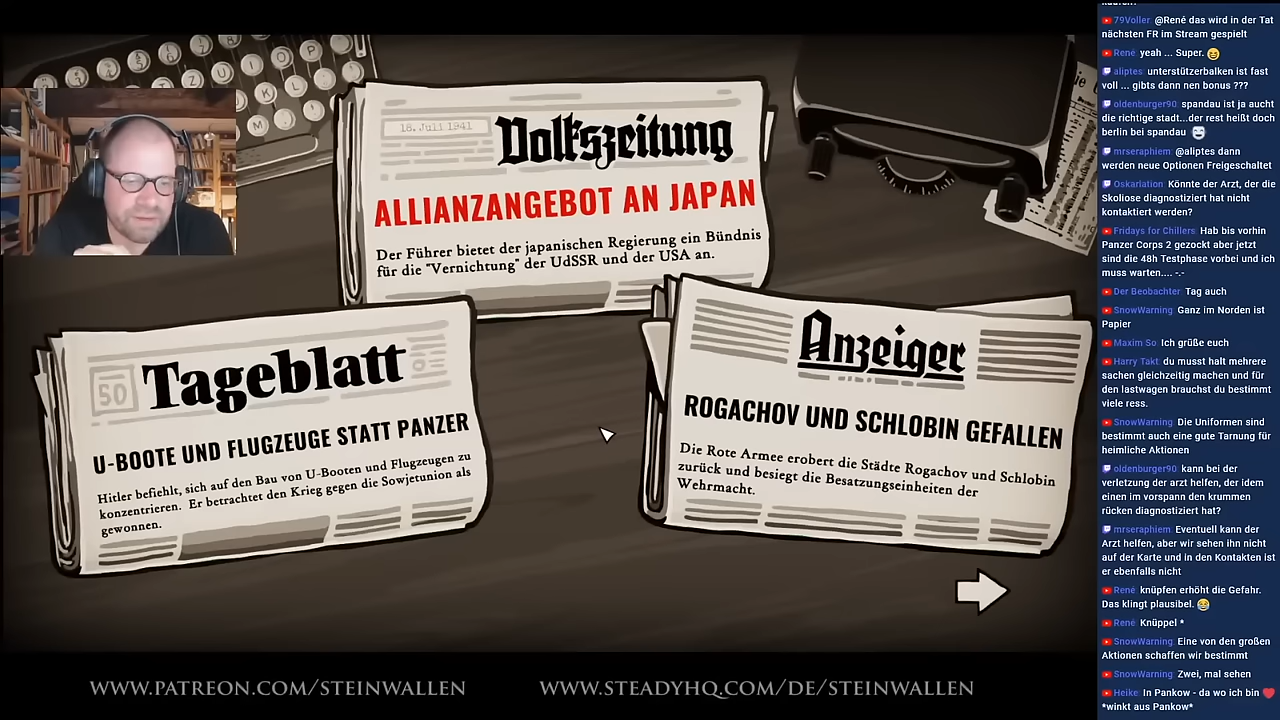 18. Juli 1941
Volkszeitung
ALLIANZANGEBOT AN JAPAN
Der Führer bietet der japanischen Regierung ein Bündnis
für die "Vernichtung" der UdSSR und der USA an.
50
Tageblatt
U-BOOTE UND FLUGZEUGE STATT PANZER
Hitler befiehlt, sich auf den Bau von U-Booten und Flugzeugen zu
konzentrieren. Er betrachtet den Krieg gegen die Sowjetunion als
gewonnen.
Anzeiger
ROGACHOV UND SCHLOBIN GEFALLEN
Die Rote Armee erobert die Städte Rogachov und Schlobin
zurück und besiegt die Besatzungseinheiten der
Wehrmacht.
WWW.PATREON.COM/STEINWALLEN
WWW.STEADYHQ.COM/DE/STEINWALLEN
79Voller @René das wird in der Tat
nächsten FR im Stream gespielt
René yeah ... Super. 😆
aliptes unterstützerbalken ist fast
voll ... gibts dann nen bonus ???
oldenburger90 spandau ist ja aucht
die richtige stadt...der rest heißt doch
berlin bei spandau
mrseraphiem @aliptes dann
werden neue Optionen Freigeschaltet
Oskariation Könnte der Arzt, der die
Skoliose diagnostiziert hat nicht
kontaktiert werden?
Fridays for Chillers Hab bis vorhin
Panzer Corps 2 gezockt aber jetzt
sind die 48h Testphase vorbei und ich
muss warten.... -.-
Der Beobachter Tag auch
SnowWarning Ganz im Norden ist
Papier
Maxim So Ich grüße euch
Harry Takt du musst halt mehrere
sachen gleichzeitig machen und für
den lastwagen brauchst du bestimmt
viele ress.
SnowWarning Die Uniformen sind
bestimmt auch eine gute Tarnung für
heimliche Aktionen
oldenburger90 kann bei der
verletzung der arzt helfen, der idem
einen im vorspann den krummen
rücken diagnostiziert hat?
mrseraphiem Eventuell kann der
Arzt helfen, aber wir sehen ihn nicht
auf der Karte und in den Kontakten ist
er ebenfalls nicht
René knüpfen erhöht die Gefahr.
Das klingt plausibel. 😂
René Knüppel *
SnowWarning Eine von den großen
Aktionen schaffen wir bestimmt
SnowWarning Zwei, mal sehen
Heike In Pankow - da wo ich bin ❤
*winkt aus Pankow*